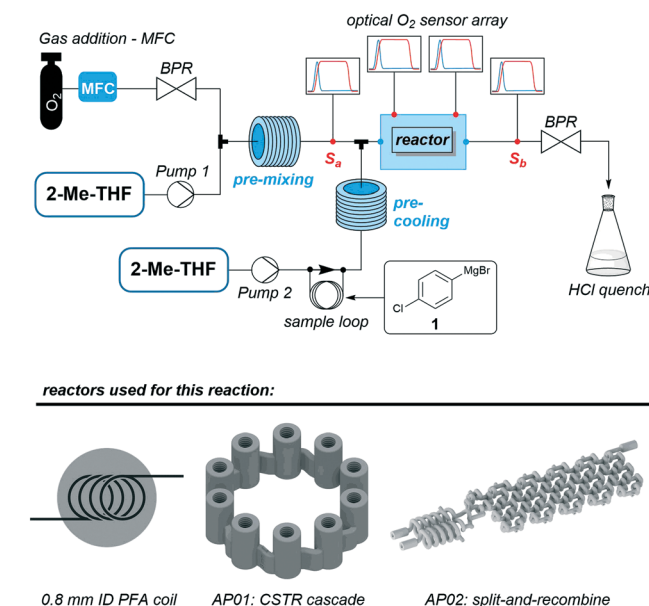 optical O2 sensor array
Gas addition - MFC
BPR
O2
MFC
Sa
reactor
Sb
BPR
Pump 1
2-Me-THF
pre-mixing
pre-
cooling
2-Me-THF
Pump 2
sample loop
MgBr
Cl
1
HCl quench
reactors used for this reaction:
0.8 mm ID PFA coil
AP01: CSTR cascade
AP02: split-and-recombine